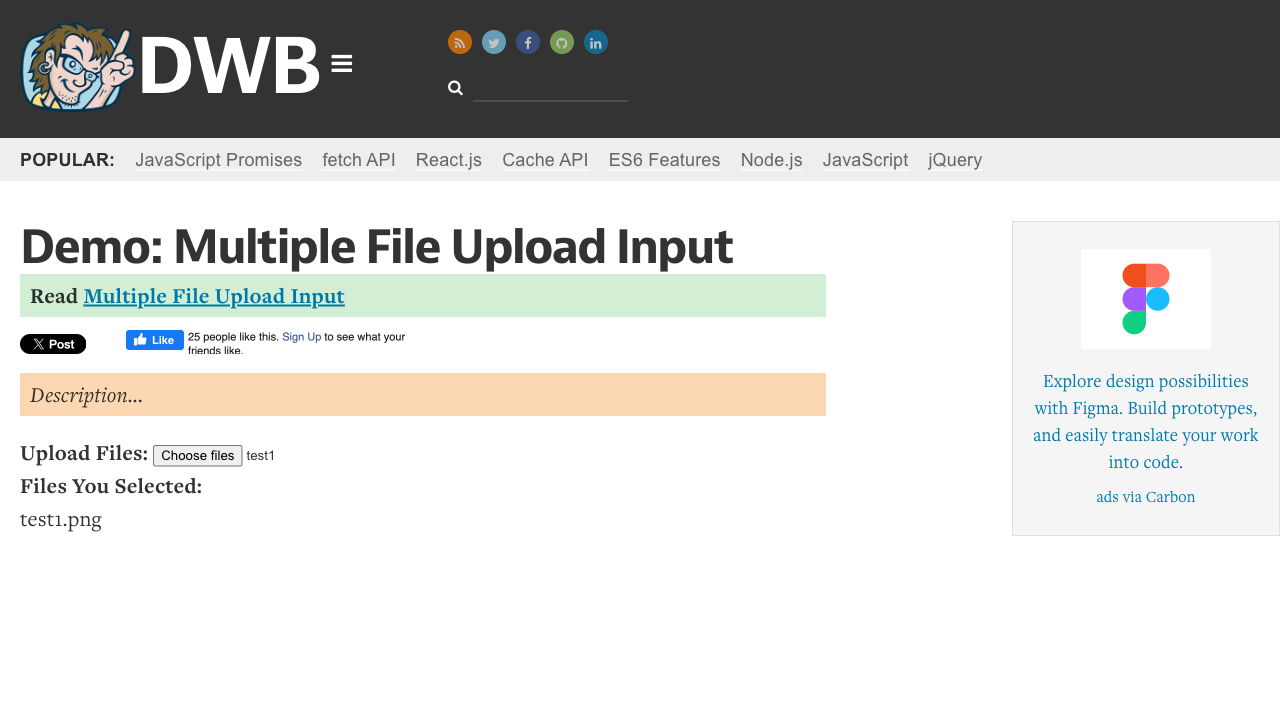 DWB
POPULAR: JavaScript Promises fetch API React.js Cache API ES6 Features Node.js JavaScript jQuery
Demo: Multiple File Upload Input
Read Multiple File Upload Input
Post
Like
25 people like this. Sign Up to see what your
friends like.
Description...
Upload Files: Choose files test1
Files You Selected:
test1.png
Explore design possibilities
with Figma. Build prototypes,
and easily translate your work
into code.
ads via Carbon